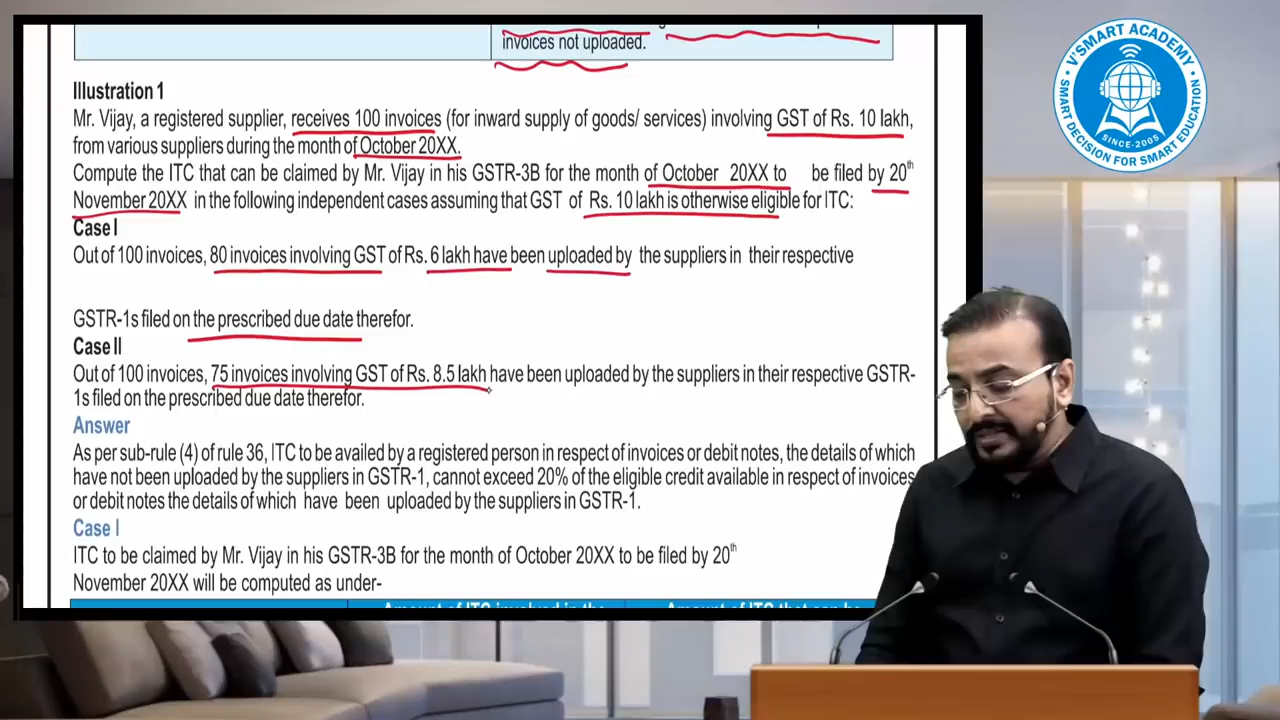 invoices not uploaded.
Illustration 1
Mr. Vijay, a registered supplier, receives 100 invoices (for inward supply of goods/ services) involving GST of Rs. 10 lakh,
from various suppliers during the month of October 20XX.
Compute the ITC that can be claimed by Mr. Vijay in his GSTR-3B for the month of October 20XX to be filed by 20th
November 20XX in the following independent cases assuming that GST of Rs. 10 lakh is otherwise eligible for ITC:
Case I
Out of 100 invoices, 80 invoices involving GST of Rs. 6 lakh have been uploaded by the suppliers in their respective
GSTR-1s filed on the prescribed due date therefor.
Case II
Out of 100 invoices, 75 invoices involving GST of Rs. 8.5 lakh have been uploaded by the suppliers in their respective GSTR-
1s filed on the prescribed due date therefor.
Answer
As per sub-rule (4) of rule 36, ITC to be availed by a registered person in respect of invoices or debit notes, the details of which
have not been uploaded by the suppliers in GSTR-1, cannot exceed 20% of the eligible credit available in respect of invoices
or debit notes the details of which have been uploaded by the suppliers in GSTR-1.
Case I
ITC to be claimed by Mr. Vijay in his GSTR-3B for the month of October 20XX to be filed by 20th
November 20XX will be computed as under-
Amount of ITC involved in the Amount of ITC that can be
V'SMART ACADEMY
SINCE-2005
SMART DECISION FOR SMART EDUCATION